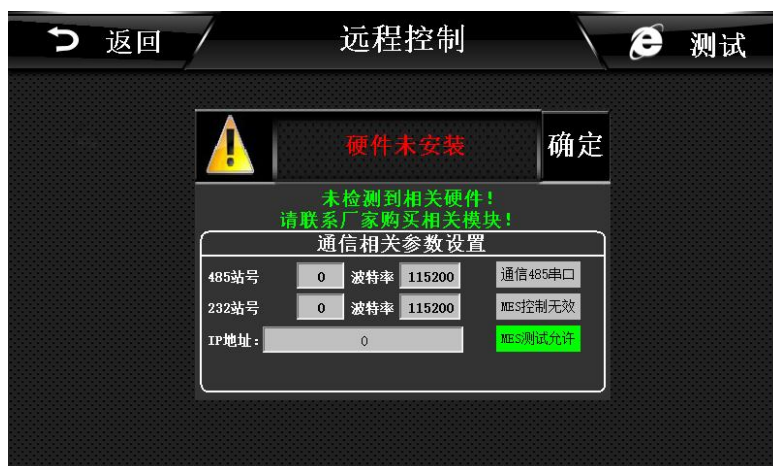 返回 远程控制 测试
硬件未安装 确定
未检测到相关硬件！
请联系厂家购买相关模块！
通信相关参数设置
485站号 0 波特率 115200 通信485串口
232站号 0 波特率 115200 MES控制无效
IP地址： 0 MES测试允许